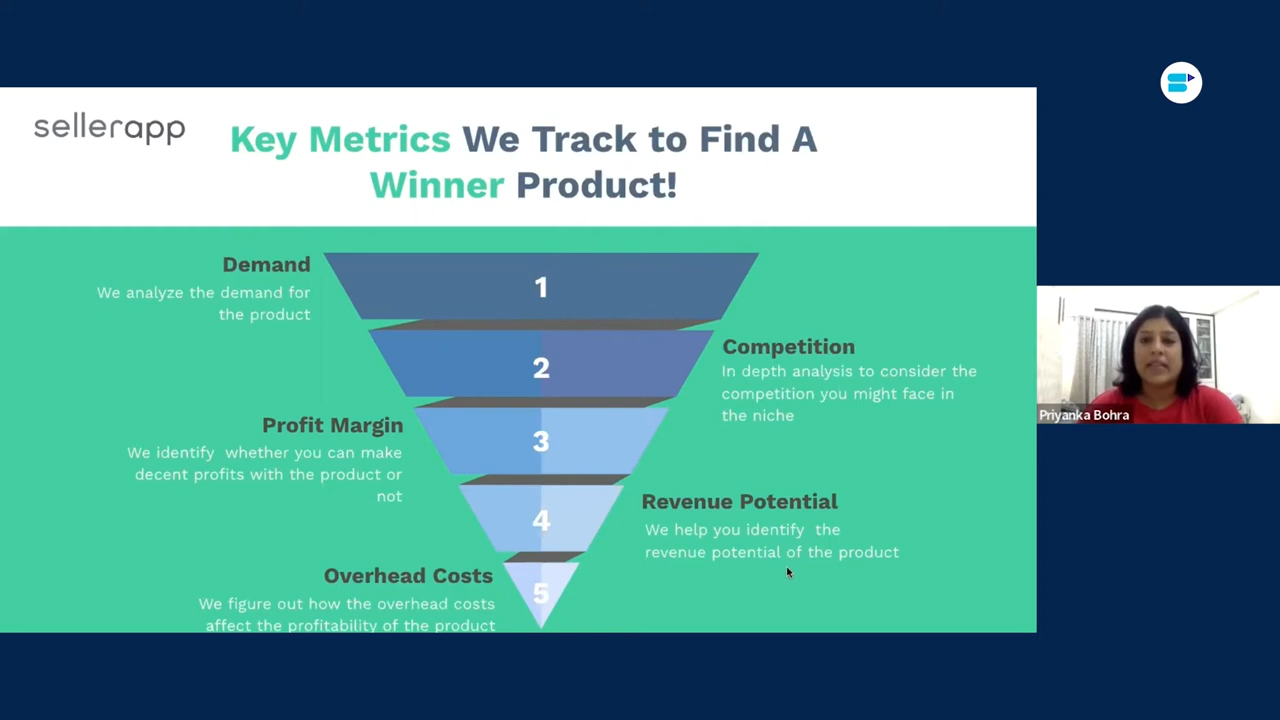 sellerapp
Key Metrics We Track to Find A
Winner Product!
Demand
We analyze the demand for
the product
1
2
Competition
In depth analysis to consider the
competition you might face in
the niche
Profit Margin
We identify whether you can make
decent profits with the product or
not
3
4
Revenue Potential
We help you identify the
revenue potential of the product
Overhead Costs
We figure out how the overhead costs
affect the profitability of the product
5
Priyanka Bohra